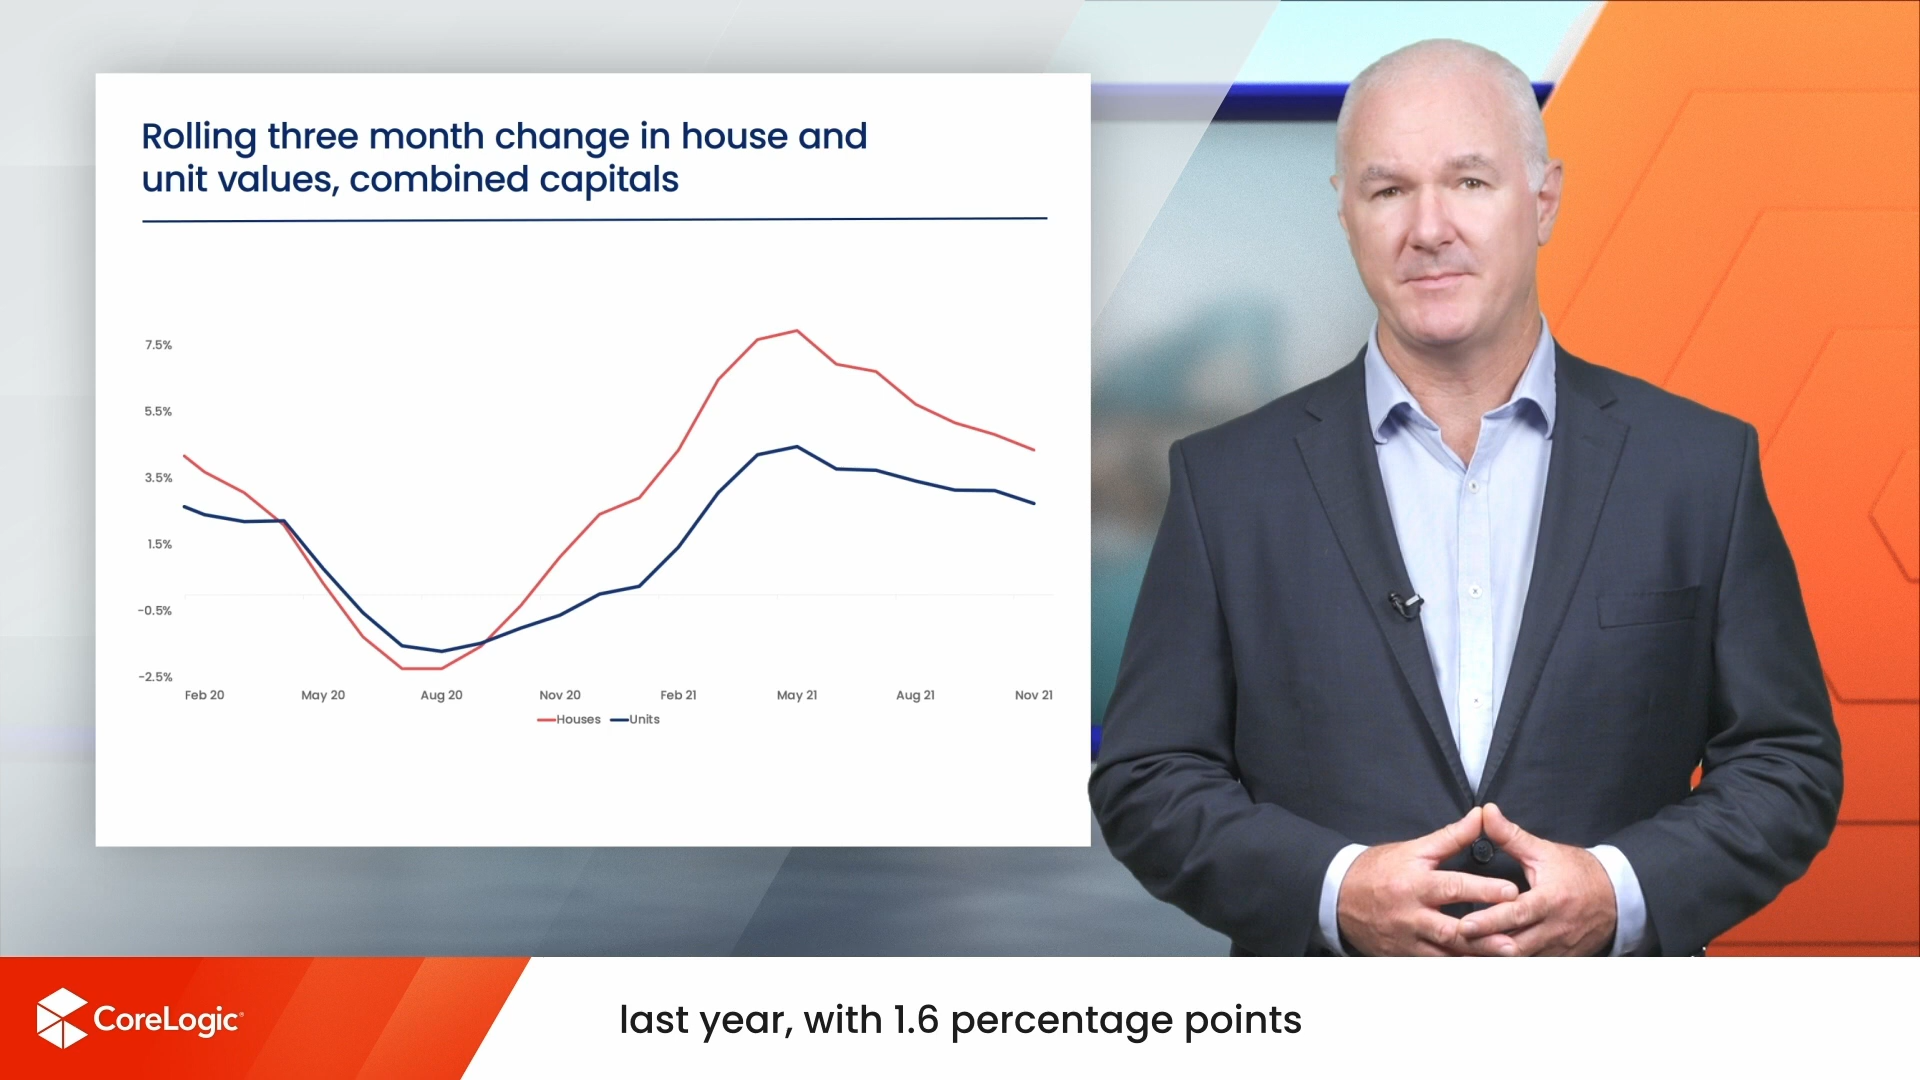 Rolling three month change in house and
unit values, combined capitals
7.5%
5.5%
3.5%
1.5%
-0.5%
-2.5%
Feb 20 May 20 Aug 20 Nov 20 Feb 21 May 21 Aug 21 Nov 21
Houses Units
CoreLogic
last year, with 1.6 percentage points